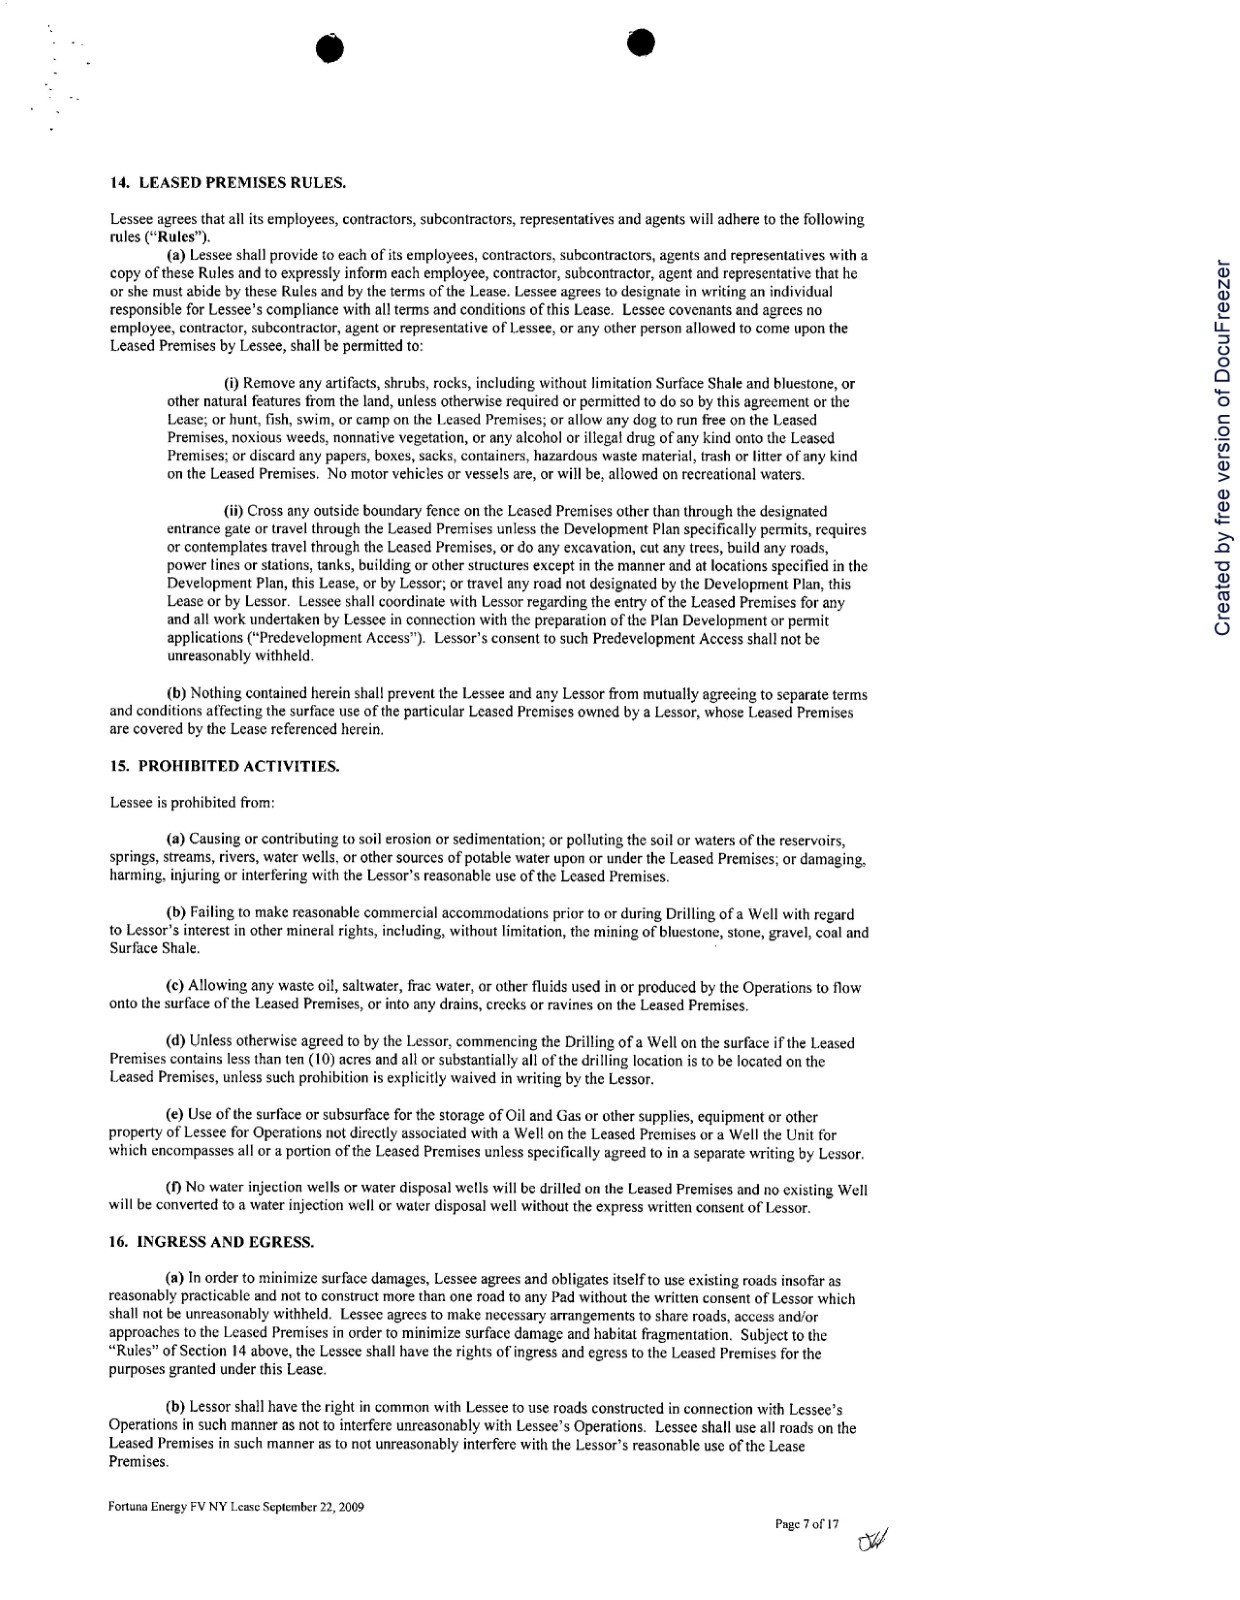 14. LEASED PREMISES RULES.
Lessee agrees that all its employees, contractors, subcontractors, representatives and agents will adhere to the following
rules ("Rules").
(a) Lessee shall provide to each of its employees, contractors, subcontractors, agents and representatives with a
copy of these Rules and to expressly inform each employee, contractor, subcontractor, agent and representative that he
or she must abide by these Rules and by the terms of the Lease. Lessee agrees to designate in writing an individual
responsible for Lessee's compliance with all terms and conditions of this Lease. Lessee covenants and agrees no
employee, contractor, subcontractor, agent or representative of Lessee, or any other person allowed to come upon the
Leased Premises by Lessee, shall be permitted to:
(i) Remove any artifacts, shrubs, rocks, including without limitation Surface Shale and bluestone, or
other natural features from the land, unless otherwise required or permitted to do so by this agreement or the
Lease; or hunt, fish, swim, or camp on the Leased Premises; or allow any dog to run free on the Leased
Premises, noxious weeds, nonnative vegetation, or any alcohol or illegal drug of any kind onto the Leased
Premises; or discard any papers, boxes, sacks, containers, hazardous waste material, trash or litter of any kind
on the Leased Premises. No motor vehicles or vessels are, or will be, allowed on recreational waters.
(ii) Cross any outside boundary fence on the Leased Premises other than through the designated
entrance gate or travel through the Leased Premises unless the Development Plan specifically permits, requires
or contemplates travel through the Leased Premises, or do any excavation, cut any trees, build any roads,
power lines or stations, tanks, building or other structures except in the manner and at locations specified in the
Development Plan, this Lease, or by Lessor; or travel any road not designated by the Development Plan, this
Lease or by Lessor. Lessee shall coordinate with Lessor regarding the entry of the Leased Premises for any
and all work undertaken by Lessee in connection with the preparation of the Plan Development or permit
applications ("Predevelopment Access"). Lessor's consent to such Predevelopment Access shall not be
unreasonably withheld.
(b) Nothing contained herein shall prevent the Lessee and any Lessor from mutually agreeing to separate terms
and conditions affecting the surface use of the particular Leased Premises owned by a Lessor, whose Leased Premises
are covered by the Lease referenced herein.
15. PROHIBITED ACTIVITIES.
Lessee is prohibited from:
(a) Causing or contributing to soil erosion or sedimentation; or polluting the soil or waters of the reservoirs,
springs, streams, rivers, water wells, or other sources of potable water upon or under the Leased Premises; or damaging,
harming, injuring or interfering with the Lessor's reasonable use of the Leased Premises.
(b) Failing to make reasonable commercial accommodations prior to or during Drilling of a Well with regard
to Lessor's interest in other mineral rights, including, without limitation, the mining of bluestone, stone, gravel, coal and
Surface Shale.
(c) Allowing any waste oil, saltwater, frac water, or other fluids used in or produced by the Operations to flow
onto the surface of the Leased Premises, or into any drains, creeks or ravines on the Leased Premises.
(d) Unless otherwise agreed to by the Lessor, commencing the Drilling of a Well on the surface if the Leased
Premises contains less than ten (10) acres and all or substantially all of the drilling location is to be located on the
Leased Premises, unless such prohibition is explicitly waived in writing by the Lessor.
(e) Use of the surface or subsurface for the storage of Oil and Gas or other supplies, equipment or other
property of Lessee for Operations not directly associated with a Well on the Leased Premises or a Well the Unit for
which encompasses all or a portion of the Leased Premises unless specifically agreed to in a separate writing by Lessor.
(f) No water injection wells or water disposal wells will be drilled on the Leased Premises and no existing Well
will be converted to a water injection well or water disposal well without the express written consent of Lessor.
16. INGRESS AND EGRESS.
(a) In order to minimize surface damages, Lessee agrees and obligates itself to use existing roads insofar as
reasonably practicable and not to construct more than one road to any Pad without the written consent of Lessor which
shall not be unreasonably withheld. Lessee agrees to make necessary arrangements to share roads, access and/or
approaches to the Leased Premises in order to minimize surface damage and habitat fragmentation. Subject to the
"Rules" of Section 14 above, the Lessee shall have the rights of ingress and egress to the Leased Premises for the
purposes granted under this Lease.
(b) Lessor shall have the right in common with Lessee to use roads constructed in connection with Lessee's
Operations in such manner as not to interfere unreasonably with Lessee's Operations. Lessee shall use all roads on the
Leased Premises in such manner as to not unreasonably interfere with the Lessor's reasonable use of the Lease
Premises.
Fortuna Energy FV NY Lease September 22, 2009
Page 7 of 17
Created by free version of DocuFreezer